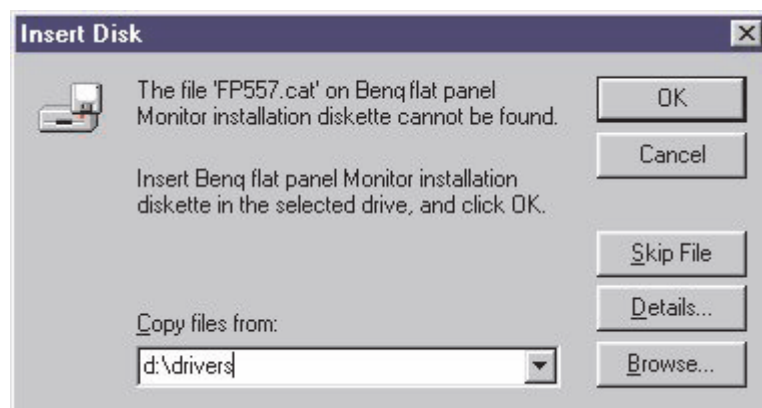 Insert Disk
The file 'FP557.cat' on Benq flat panel
Monitor installation diskette cannot be found.
Insert Benq flat panel Monitor installation
diskette in the selected drive, and click OK.
Copy files from:
d:\drivers
OK
Cancel
Skip File
Details...
Browse...